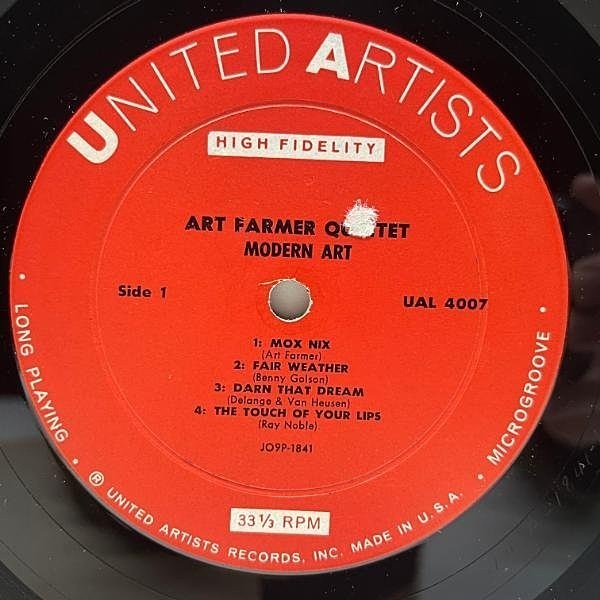 UNITED ARTISTS
HIGH FIDELITY
ART FARMER
MODERN ART
Side 1
UAL 4007
1: MOX NIX
(Art Farmer)
2: FAIR WEATHER
(Benny Golson)
3: DARN THAT DREAM
(Delange & Van Heusen)
4: THE TOUCH OF YOUR LIPS
(Ray Noble)
JO9P-1841
33 1/3 RPM
• LONG PLAYING •
® UNITED ARTISTS RECORDS, INC. MADE IN U.S.A.
• MICROGROOVE •